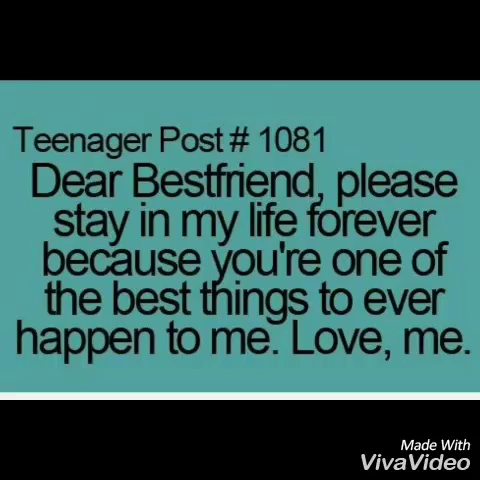 Teenager Post # 1081
Dear Bestfriend, please
stay in my life forever
because you're one of
the best things to ever
happen to me. Love, me.
Made With
VivaVideo